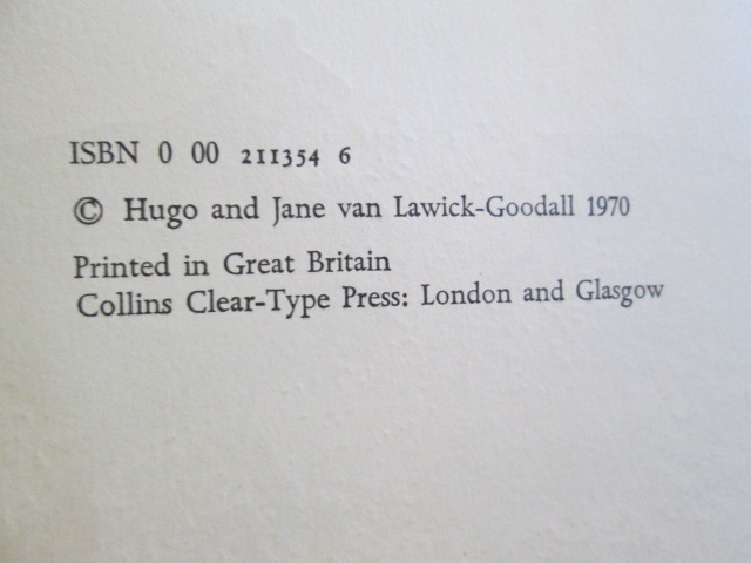 ISBN 0 00 211354 6
© Hugo and Jane van Lawick-Goodall 1970
Printed in Great Britain
Collins Clear-Type Press: London and Glasgow